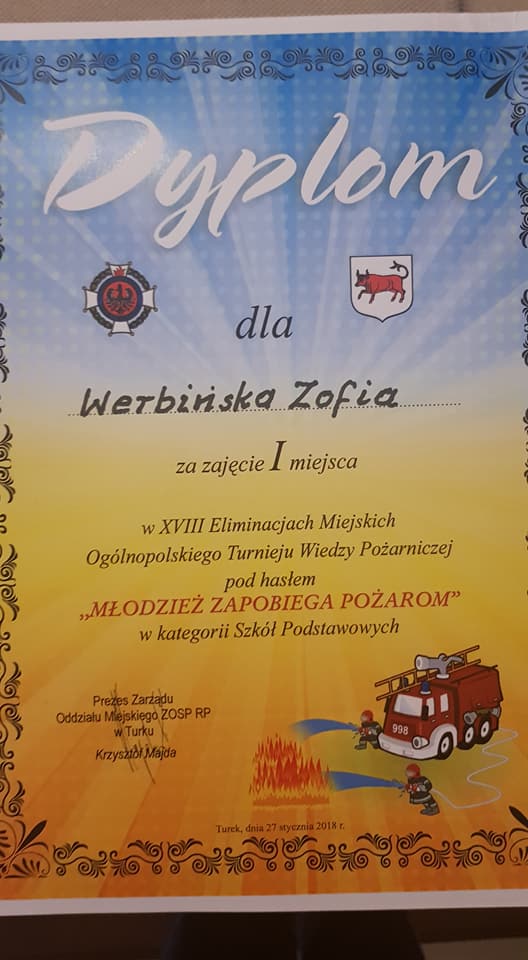 Dyplom
dla
Werbińska Zofia
za zajęcie I miejsca
w XVIII Eliminacjach Miejskich
Ogólnopolskiego Turnieju Wiedzy Pożarniczej
pod hasłem
„MŁODZIEŻ ZAPOBIEGA POŻAROM”
w kategorii Szkół Podstawowych
Prezes Zarządu
Oddziału Miejskiego ZOSP RP
w Turku
Krzysztof Majda
998
Turek, dnia 27 stycznia 2018 r.